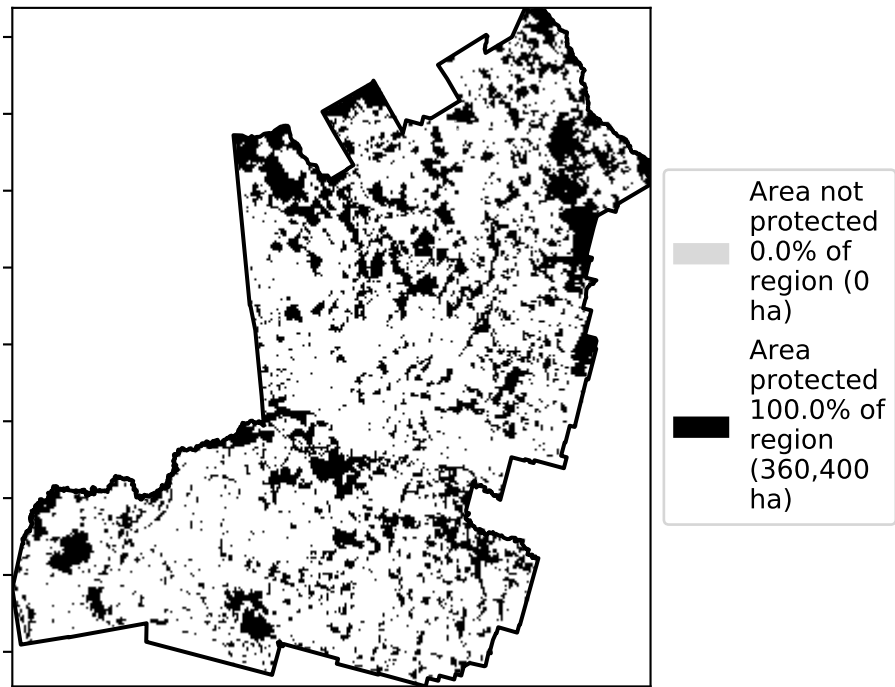 Area not
protected
0.0% of
region (0
ha)
Area
protected
100.0% of
region
(360,400
ha)